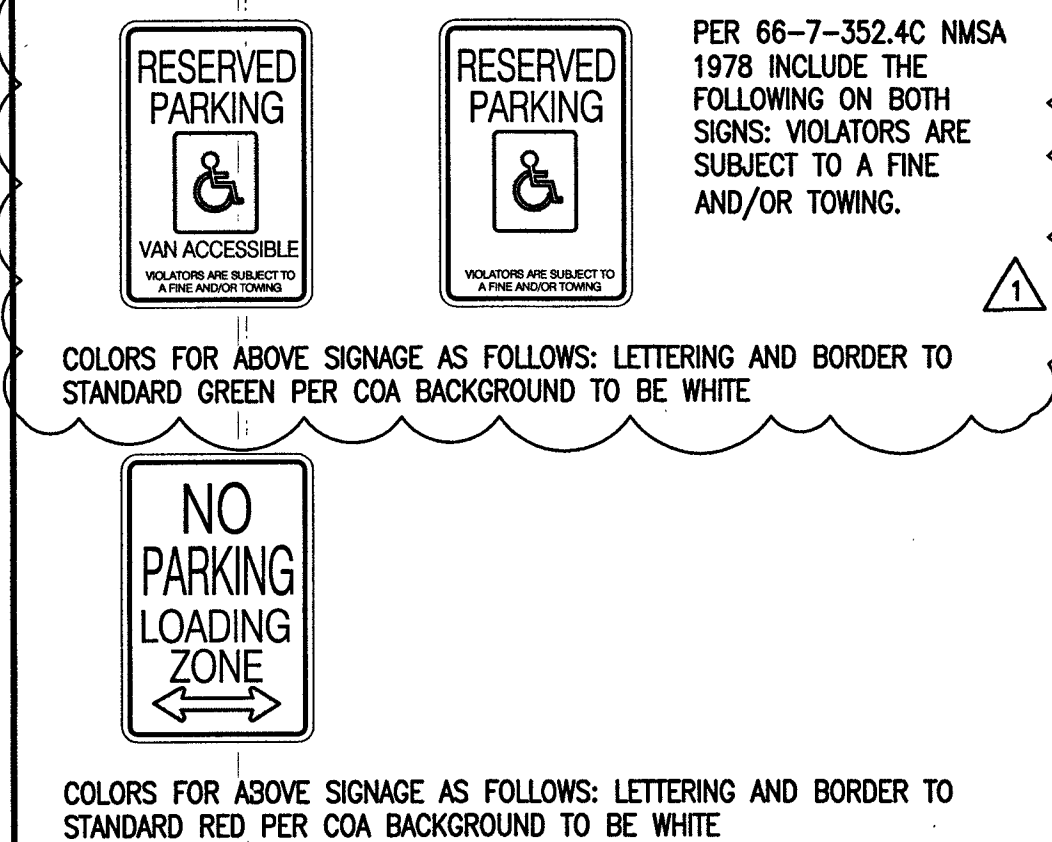 RESERVED
PARKING
VAN ACCESSIBLE
VIOLATORS ARE SUBJECT TO
A FINE AND/OR TOWING
RESERVED
PARKING
VIOLATORS ARE SUBJECT TO
A FINE AND/OR TOWING
PER 66-7-352.4C NMSA
1978 INCLUDE THE
FOLLOWING ON BOTH
SIGNS: VIOLATORS ARE
SUBJECT TO A FINE
AND/OR TOWING.
1
COLORS FOR ABOVE SIGNAGE AS FOLLOWS: LETTERING AND BORDER TO
STANDARD GREEN PER COA BACKGROUND TO BE WHITE
NO
PARKING
LOADING
ZONE
COLORS FOR ABOVE SIGNAGE AS FOLLOWS: LETTERING AND BORDER TO
STANDARD RED PER COA BACKGROUND TO BE WHITE